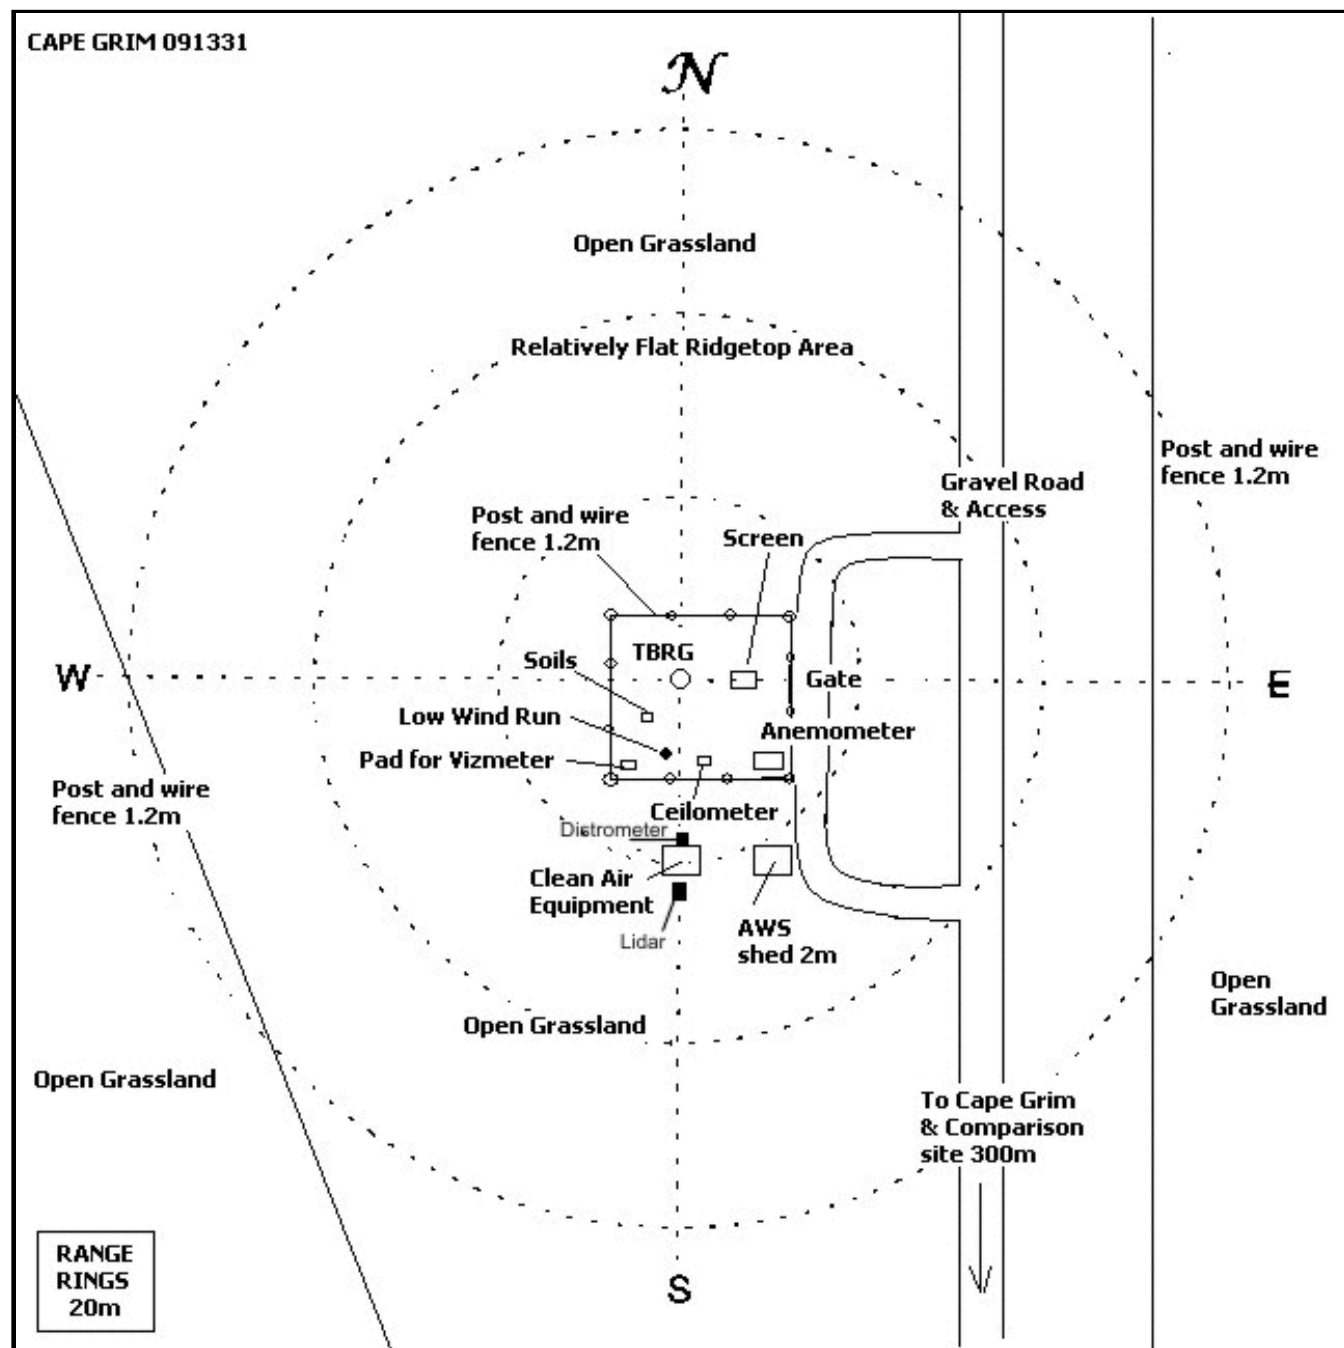 CAPE GRIM 091331
N
Open Grassland
Relatively Flat Ridgetop Area
Post and wire
fence 1.2m
Gravel Road
& Access
Post and wire
fence 1.2m
Screen
TBRG
Soils
W
Gate
E
Low Wind Run
Anemometer
Pad for Vizmeter
Post and wire
fence 1.2m
Ceilometer
Distrometer
Clean Air
Equipment
Lidar
AWS
shed 2m
Open
Grassland
Open Grassland
Open Grassland
To Cape Grim
& Comparison
site 300m
RANGE
RINGS
20m
S